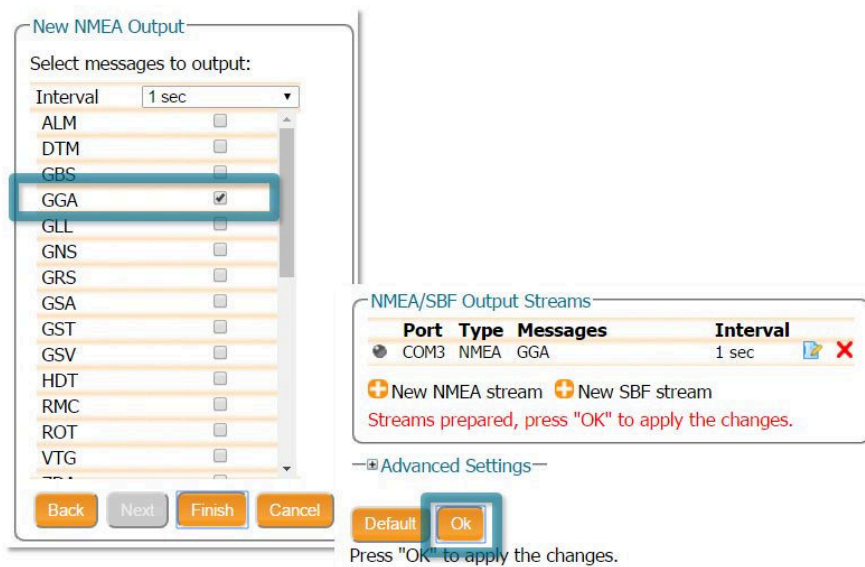 New NMEA Output
Select messages to output:
Interval 1 sec
ALM
DTM
GBS
GGA
GLL
GNS
GRS
GSA
GST
GSV
HDT
RMC
ROT
VTG
Back Next Finish Cancel
NMEA/SBF Output Streams
Port Type Messages Interval
COM3 NMEA GGA 1 sec
New NMEA stream New SBF stream
Streams prepared, press "OK" to apply the changes.
Advanced Settings
Default Ok
Press "OK" to apply the changes.